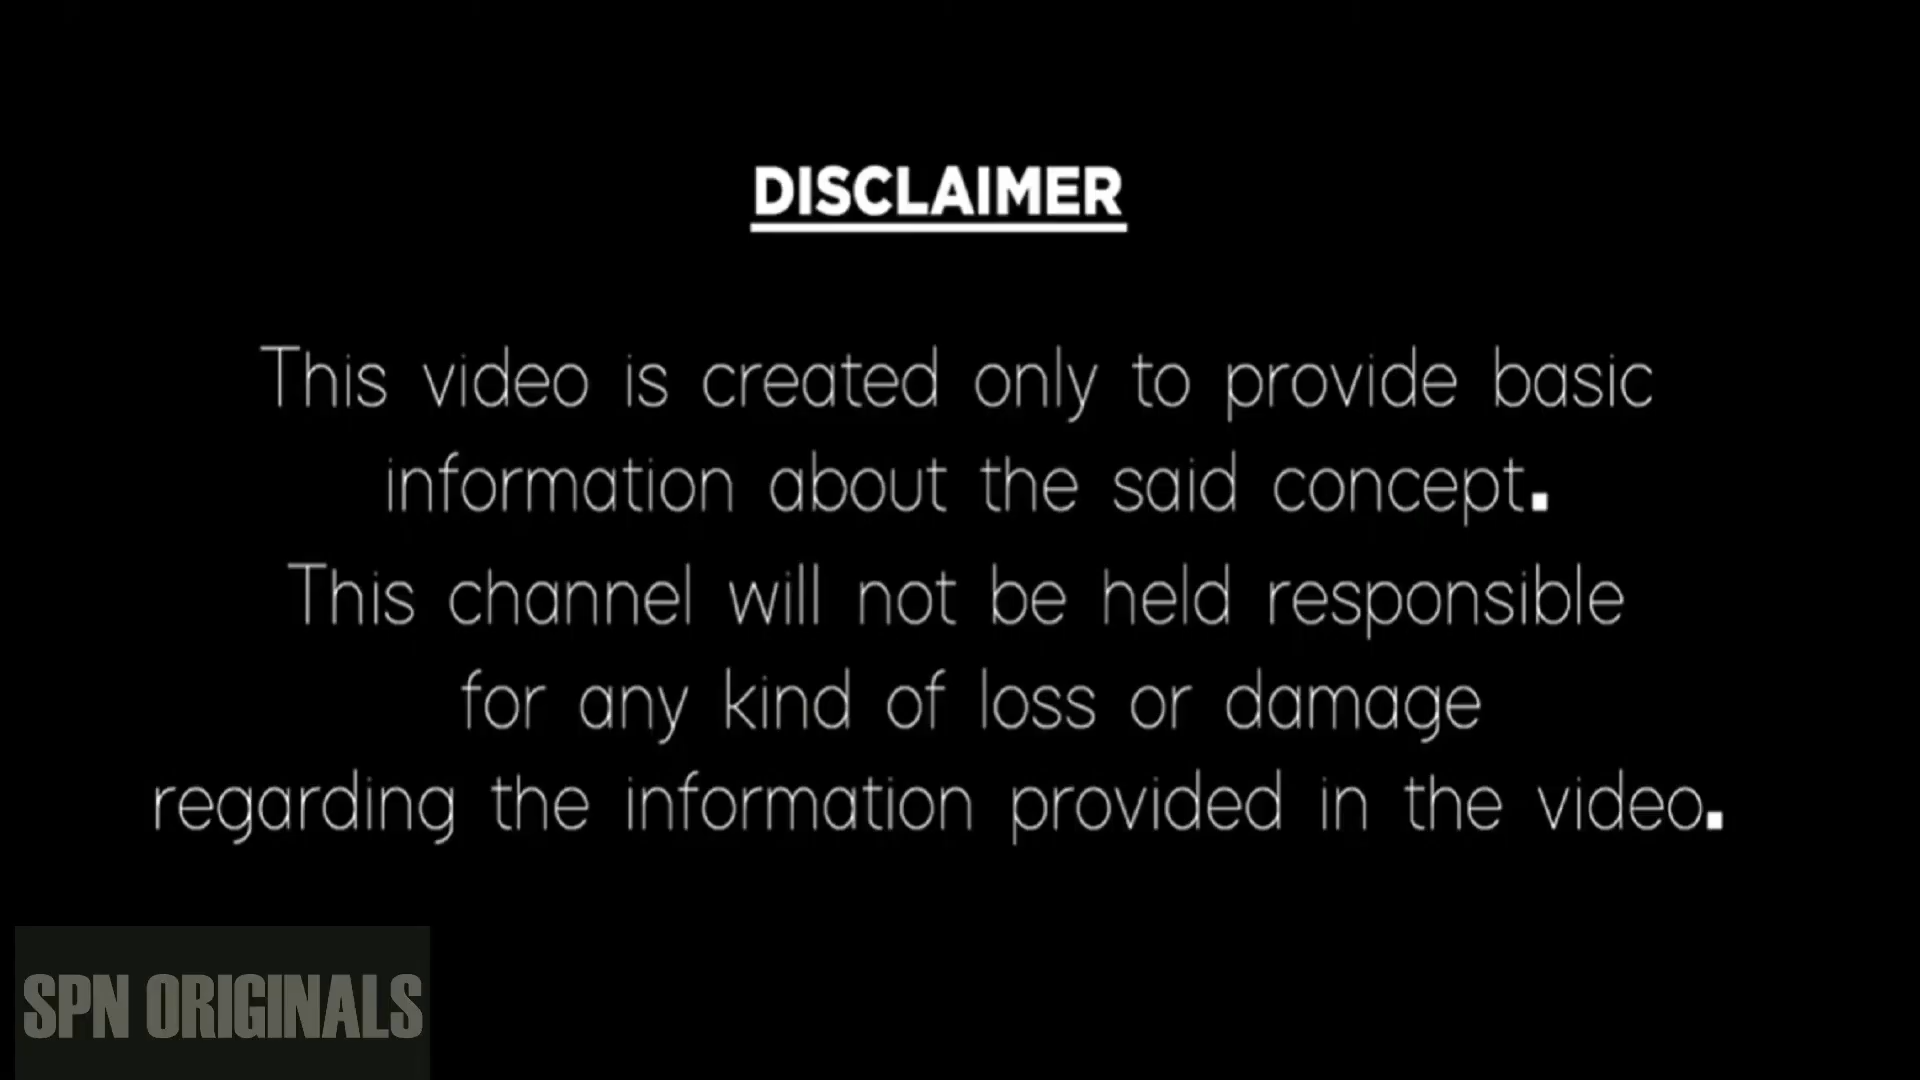 DISCLAIMER
This video is created only to provide basic
information about the said concept.
This channel will not be held responsible
for any kind of loss or damage
regarding the information provided in the video.
SPN ORIGINALS